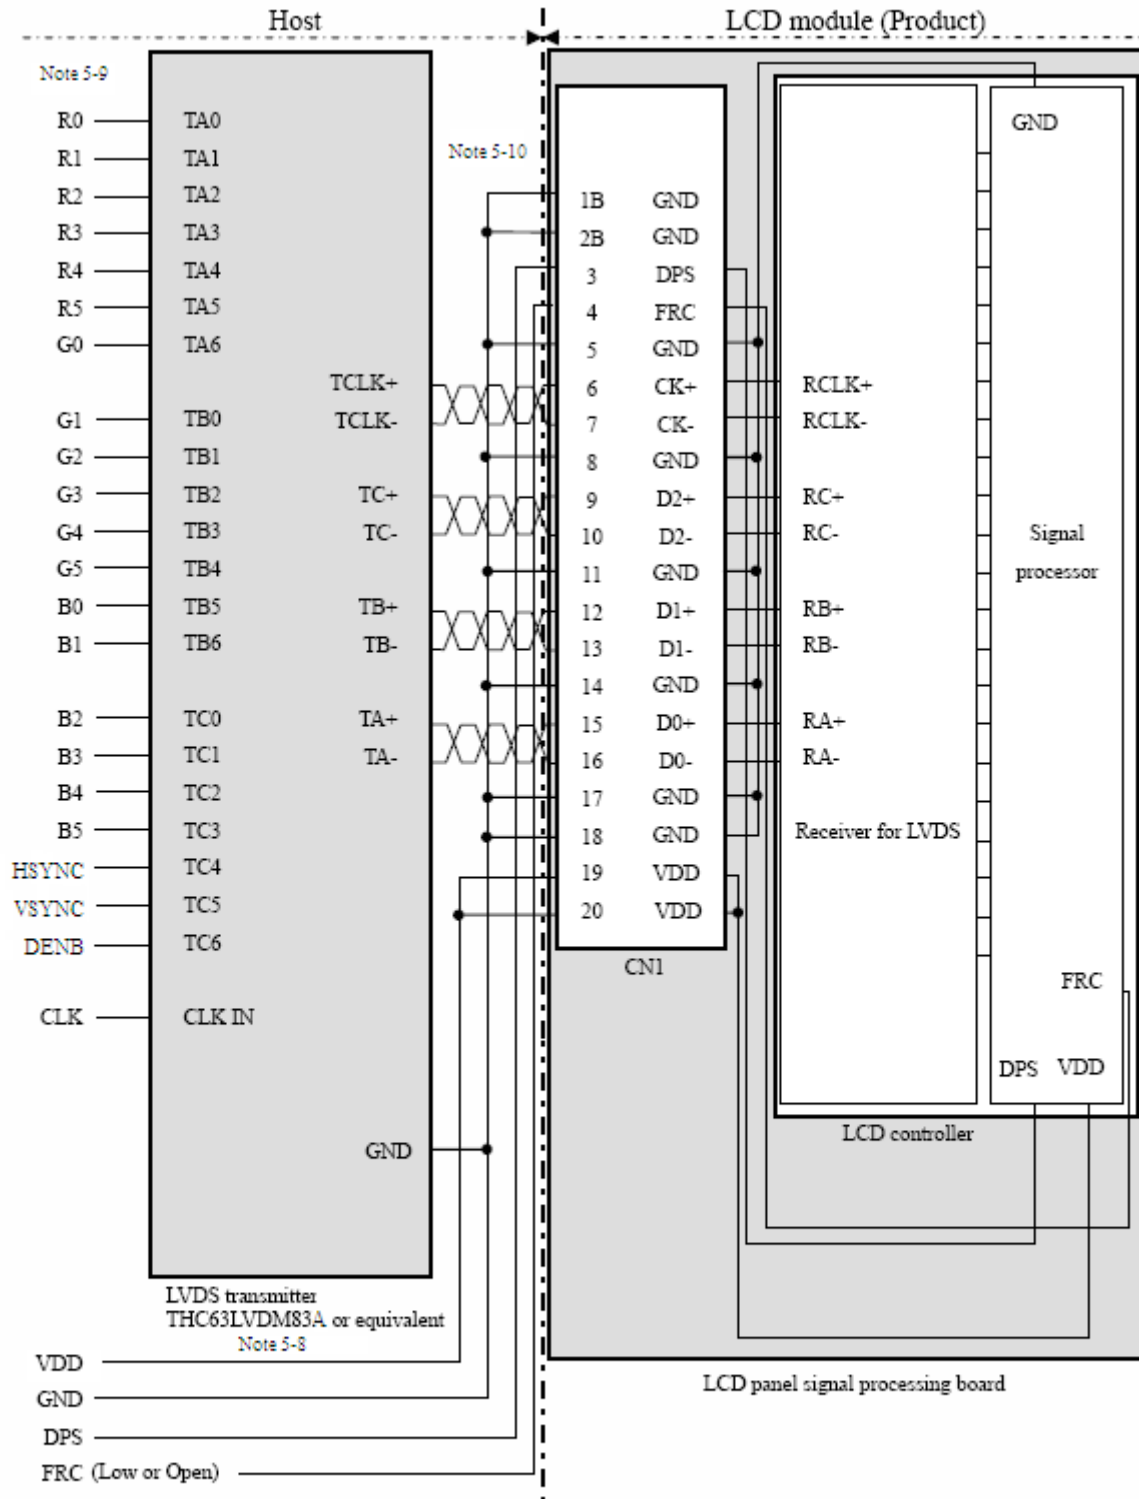 Host
LCD module (Product)
Note 5-9
R0 TA0
R1 TA1
R2 TA2
R3 TA3
R4 TA4
R5 TA5
G0 TA6
G1 TB0
G2 TB1
G3 TB2
G4 TB3
G5 TB4
B0 TB5
B1 TB6
B2 TC0
B3 TC1
B4 TC2
B5 TC3
HSYNC TC4
VSYNC TC5
DENB TC6
CLK CLK IN
TCLK+
TCLK-
TC+
TC-
TB+
TB-
TA+
TA-
GND
LVDS transmitter
THC63LVDM83A or equivalent
Note 5-8
VDD
GND
DPS
FRC (Low or Open)
Note 5-10
1B GND
2B GND
3 DPS
4 FRC
5 GND
6 CK+
7 CK-
8 GND
9 D2+
10 D2-
11 GND
12 D1+
13 D1-
14 GND
15 D0+
16 D0-
17 GND
18 GND
19 VDD
20 VDD
CN1
RCLK+
RCLK-
RC+
RC-
RB+
RB-
RA+
RA-
Receiver for LVDS
GND
Signal
processor
FRC
DPS VDD
LCD controller
LCD panel signal processing board